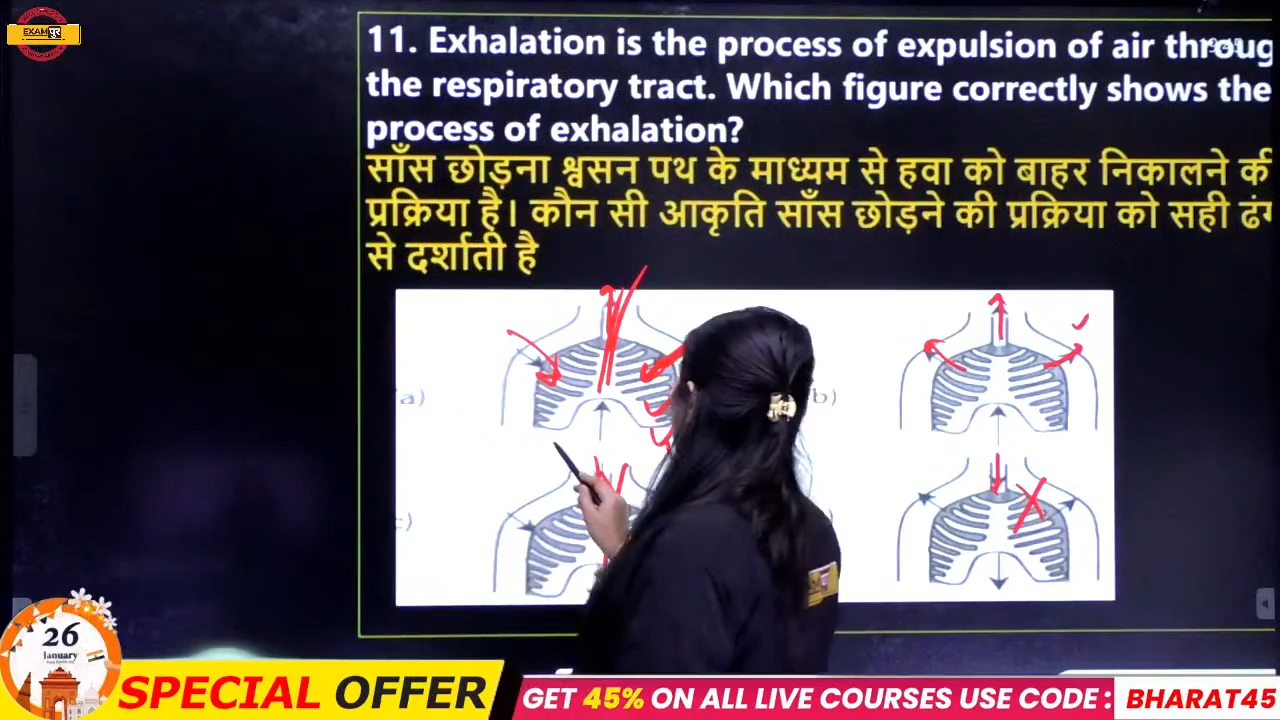 EXAM पुर
11. Exhalation is the process of expulsion of air throug
the respiratory tract. Which figure correctly shows the
process of exhalation?
साँस छोड़ना श्वसन पथ के माध्यम से हवा को बाहर निकालने की
प्रक्रिया है। कौन सी आकृति साँस छोड़ने की प्रक्रिया को सही ढंग
से दर्शाती है
a)
b)
c)
26
January
SPECIAL OFFER
GET 45% ON ALL LIVE COURSES USE CODE : BHARAT45